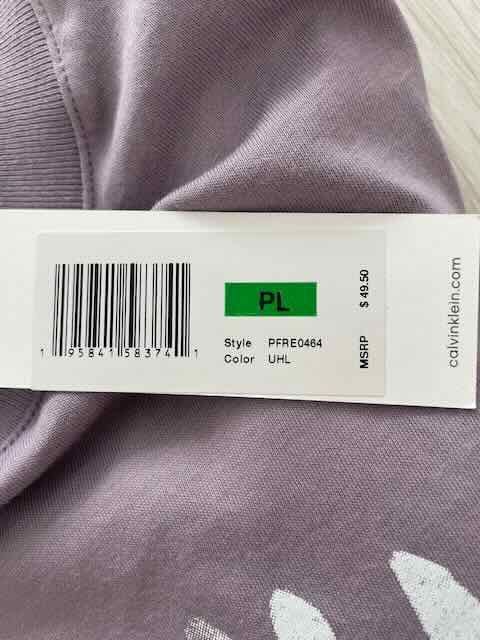 PL
Style PFRE0464
Color UHL
1 95841 58374 1
MSRP $ 49.50
calvinklein.com